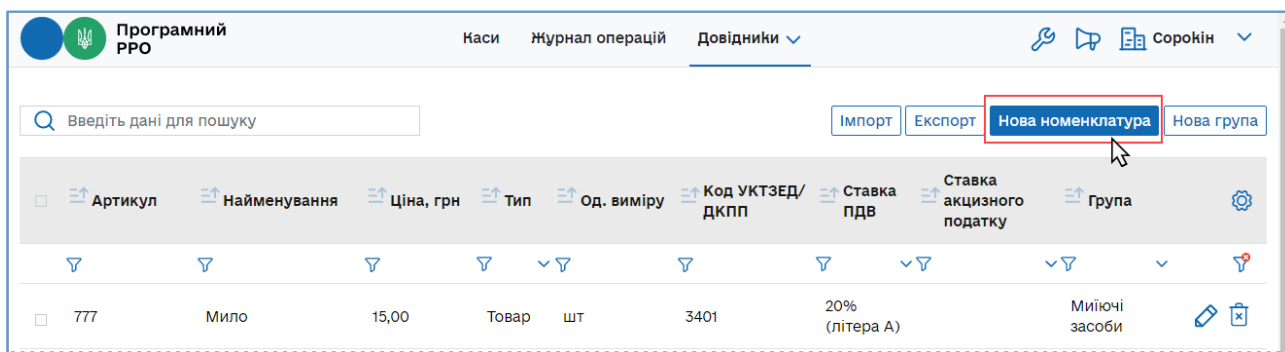 Програмний
РРО
Каси Журнал операцій Довідники Сорокін
Введіть дані для пошуку Імпорт Експорт Нова номенклатура Нова група
Артикул Найменування Ціна, грн Тип Од. виміру Код УКТЗЕД/
ДКПП Ставка
ПДВ Ставка
акцизного
податку Група
777 Мило 15,00 Товар шт 3401 20%
(літера А) Миїючі
засоби